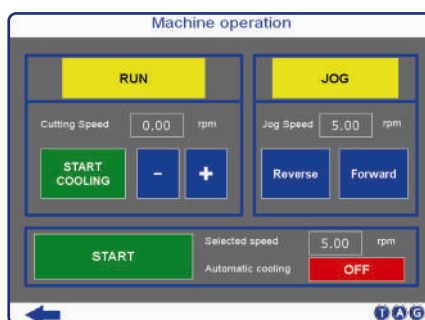 Machine operation
RUN
Cutting Speed 0.00 rpm
START
COOLING
-
+
JOG
Jog Speed 5.00 rpm
Reverse Forward
START
Selected speed 5.00 rpm
Automatic cooling OFF
TAG